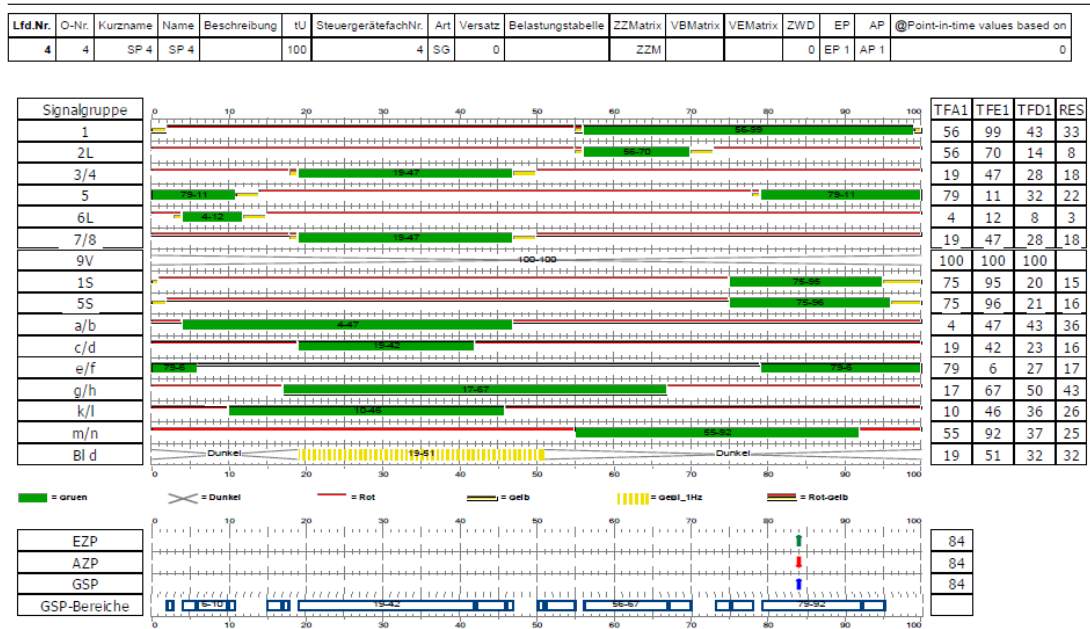 Lfd.Nr. O-Nr. Kurzname Name Beschreibung tU SteuergerätefachNr. Art Versatz Belastungstabelle ZZMatrix VBMatrix VEMatrix ZWD EP AP @Point-in-time values based on
4 4 SP 4 SP 4 100 4 SG 0 ZZM 0 EP 1 AP 1 0
Signalgruppe 0 10 20 30 40 50 60 70 80 90 100 TFA1 TFE1 TFD1 RES
1 56-99 56 99 43 33
2L 56-70 56 70 14 8
3/4 19-47 19 47 28 18
5 79-11 79-11 79 11 32 22
6L 4-12 4 12 8 3
7/8 19-47 19 47 28 18
9V 100-100 100 100 100
1S 75-95 75 95 20 15
5S 75-96 75 96 21 16
a/b 4-47 4 47 43 36
c/d 19-42 19 42 23 16
e/f 79-6 79-6 79 6 27 17
g/h 17-67 17 67 50 43
k/l 10-46 10 46 36 26
m/n 55-92 55 92 37 25
Bl d Dunkel 19-51 Dunkel 19 51 32 32
0 10 20 30 40 50 60 70 80 90 100
= Gruen = Dunkel = Rot = Gelb = Gebl_1Hz = Rot-Gelb
0 10 20 30 40 50 60 70 80 90 100
EZP 84
AZP 84
GSP 84
GSP-Bereiche 6-10 19-42 56-67 79-92
0 10 20 30 40 50 60 70 80 90 100